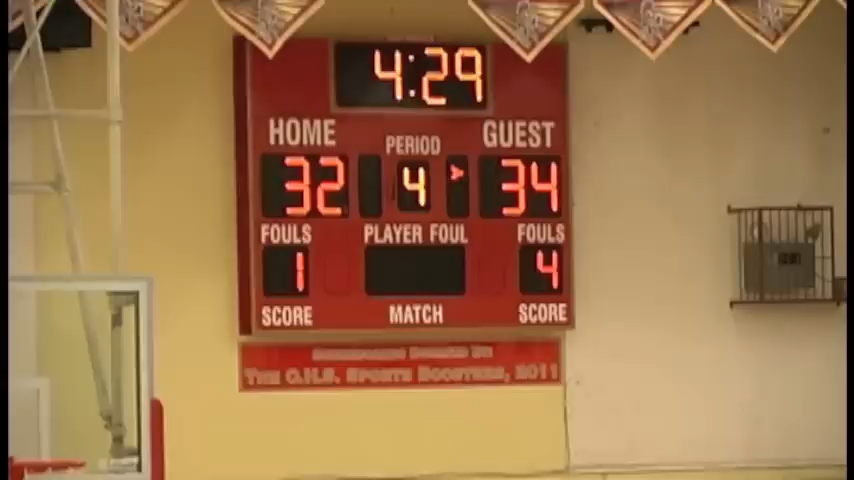 4:29
HOME PERIOD GUEST
32 4 34
FOULS PLAYER FOUL FOULS
1 4
SCORE MATCH SCORE
THE O.H.S. SPORTS BOOSTERS, 2011